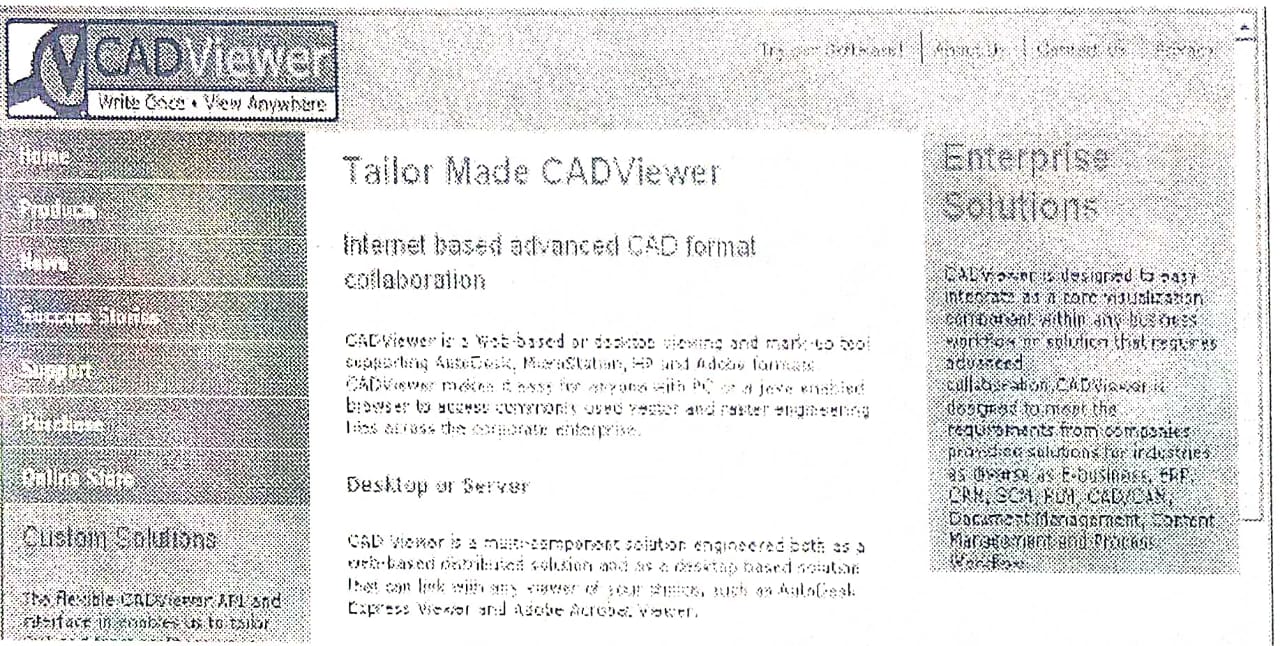 CADViewer
Write Once • View Anywhere
Try our Software! | About Us | Contact Us | Privacy
Home
Products
News
Success Stories
Support
Purchase
Online Store
Custom Solutions
The flexible CADViewer API and
interface in enables us to tailor
Tailor Made CADViewer
Internet based advanced CAD format
collaboration
CADViewer is a Web-based or desktop viewing and mark-up tool
supporting AutoDesk, MicroStation, HP and Adobe formats.
CADViewer makes it easy for anyone with PC or a java enabled
browser to access commonly used vector and raster engineering
files across the corporate enterprise.
Desktop or Server
CAD Viewer is a multi-component solution engineered both as a
web-based distributed solution and as a desktop based solution
that can link with any viewer of your choice, such as AutoDesk
Express Viewer and Adobe Acrobat Viewer.
Enterprise
Solutions
CADViewer is designed to easy
integrate as a core visualization
component within any business
workflow or solution that requires
advanced
collaboration.CADViewer is
designed to meet the
requirements from companies
providing solutions for industries
as diverse as E-business, ERP,
CRM, SCM, PLM, CAD/CAM,
Document Management, Content
Management and Process
Workflow